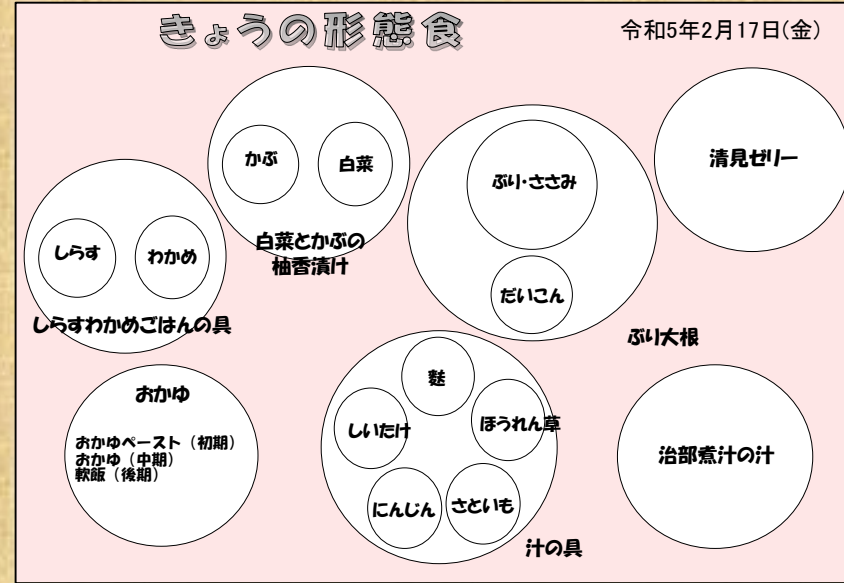 きょうの形態食
令和5年2月17日(金)
かぶ
白菜
白菜とかぶの
柚香漬け
ぶり・ささみ
だいこん
ぶり大根
清見ゼリー
しらす
わかめ
しらすわかめごはんの具
おかゆ
おかゆペースト（初期）
おかゆ（中期）
軟飯（後期）
麩
しいたけ
ほうれん草
にんじん
さといも
汁の具
治部煮汁の汁